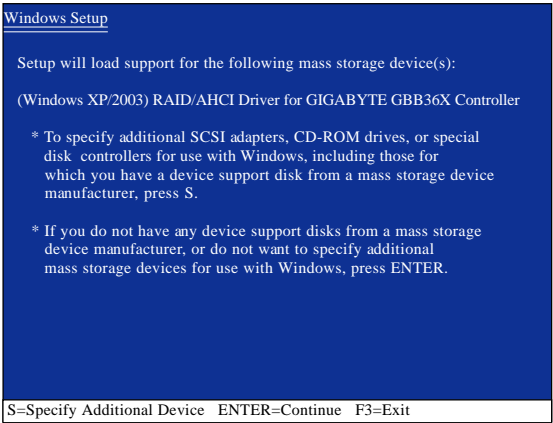 Windows Setup
Setup will load support for the following mass storage device(s):
(Windows XP/2003) RAID/AHCI Driver for GIGABYTE GBB36X Controller
* To specify additional SCSI adapters, CD-ROM drives, or special
disk controllers for use with Windows, including those for
which you have a device support disk from a mass storage device
manufacturer, press S.
* If you do not have any device support disks from a mass storage
device manufacturer, or do not want to specify additional
mass storage devices for use with Windows, press ENTER.
S=Specify Additional Device ENTER=Continue F3=Exit